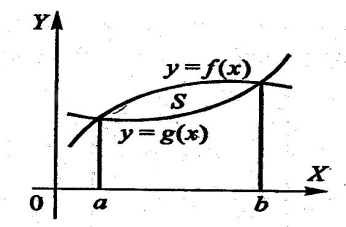 Y
y = f(x)
S
y = g(x)
X
0
a
b